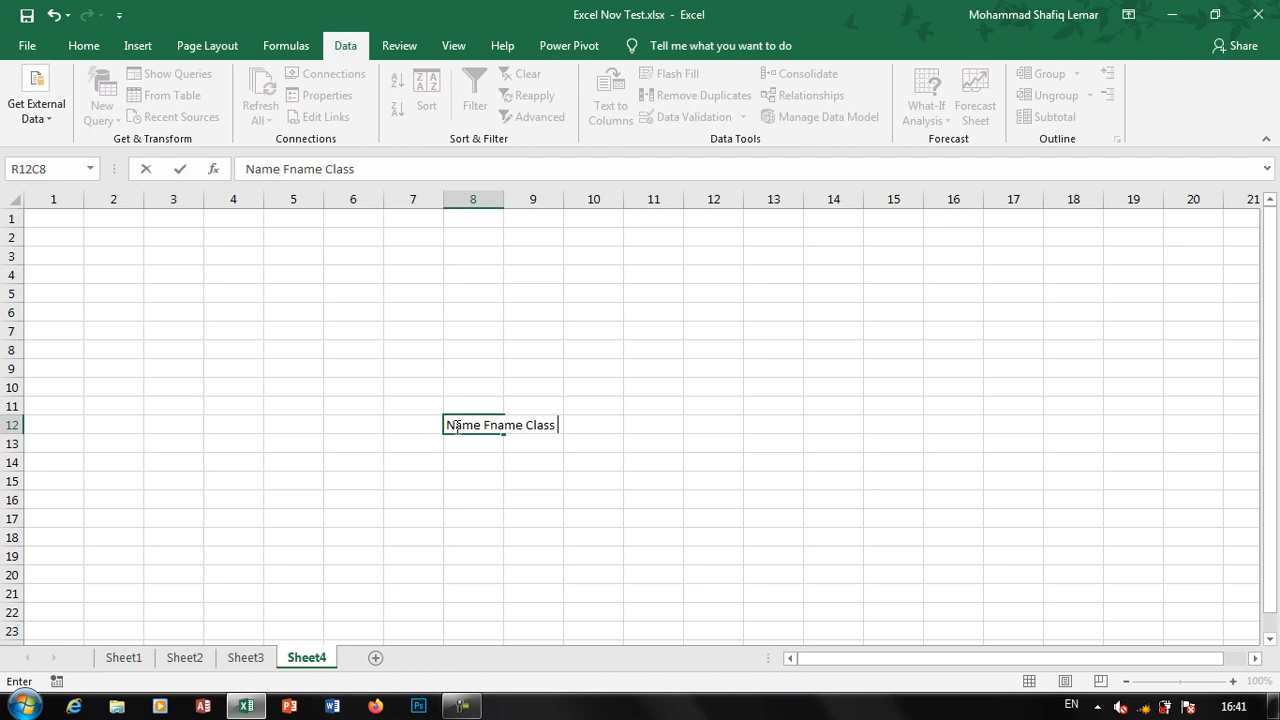 Excel Nov Test.xlsx - Excel
Mohammad Shafiq Lemar
File Home Insert Page Layout Formulas Data Review View Help Power Pivot Tell me what you want to do Share
Get External Data
New Query
Show Queries
From Table
Recent Sources
Get & Transform
Refresh All
Connections
Properties
Edit Links
Connections
Sort
Filter
Clear
Reapply
Advanced
Sort & Filter
Text to Columns
Flash Fill
Remove Duplicates
Data Validation
Consolidate
Relationships
Manage Data Model
Data Tools
What-If Analysis
Forecast Sheet
Forecast
Group
Ungroup
Subtotal
Outline
R12C8 fx Name Fname Class
1 2 3 4 5 6 7 8 9 10 11 12 13 14 15 16 17 18 19 20 21
1
2
3
4
5
6
7
8
9
10
11
12 Name Fname Class
13
14
15
16
17
18
19
20
21
22
23
Sheet1 Sheet2 Sheet3 Sheet4
Enter 100%
EN 16:41